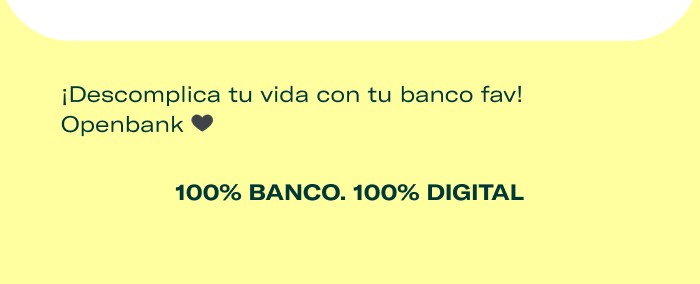 ¡Descomplica tu vida con tu banco fav!
Openbank 🖤
100% BANCO. 100% DIGITAL